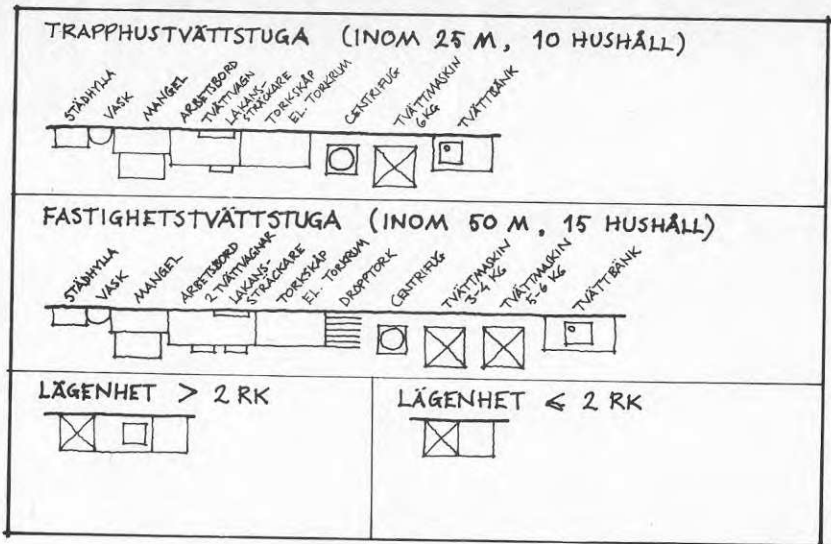 TRAPPHUSTVÄTTSTUGA (INOM 25 M, 10 HUSHÅLL)
STÄDHYLLA
VASK
MANGEL
ARBETSBORD
TVÄTTVAGN
LAKANS-
STRÄCKARE
TORKSKÅP
EL. TORKRUM
CENTRIFUG
TVÄTTMASKIN
6 KG
TVÄTTBÄNK
FASTIGHETSTVÄTTSTUGA (INOM 50 M, 15 HUSHÅLL)
STÄDHYLLA
VASK
MANGEL
ARBETSBORD
2 TVÄTTVAGNAR
LAKANS-
STRÄCKARE
TORKSKÅP
EL. TORKRUM
DROPPTORK
CENTRIFUG
TVÄTTMASKIN
3-4 KG
TVÄTTMASKIN
5-6 KG
TVÄTTBÄNK
LÄGENHET > 2 RK
LÄGENHET ≤ 2 RK